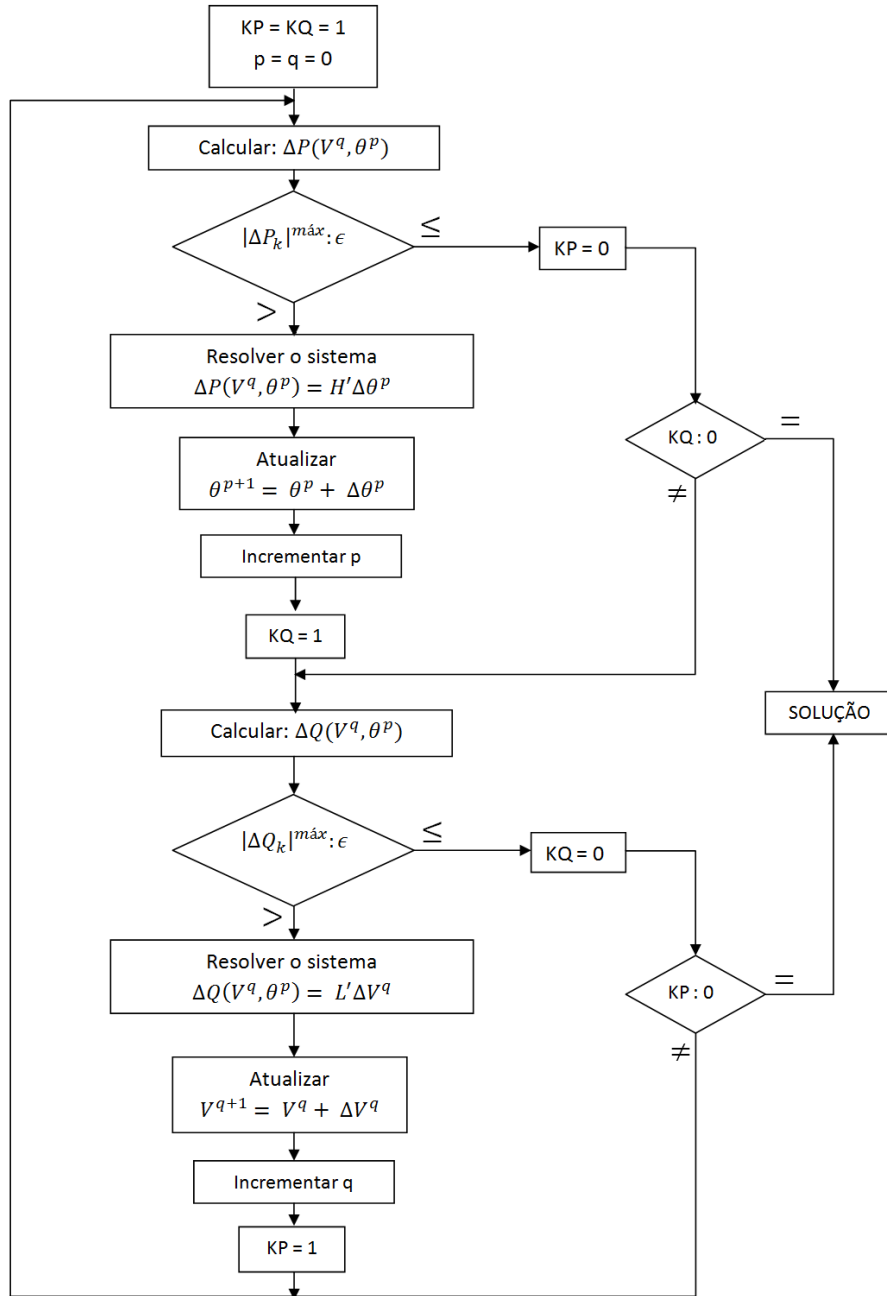 KP = KQ = 1
p = q = 0
Calcular: ΔP(V^q, θ^p)
|ΔP_k|^máx: ϵ
≤
KP = 0
>
Resolver o sistema
ΔP(V^q, θ^p) = H′Δθ^p
KQ : 0
=
≠
Atualizar
θ^{p+1} = θ^p + Δθ^p
Incrementar p
KQ = 1
SOLUÇÃO
Calcular: ΔQ(V^q, θ^p)
|ΔQ_k|^máx: ϵ
≤
KQ = 0
>
Resolver o sistema
ΔQ(V^q, θ^p) = L′ΔV^q
KP : 0
=
≠
Atualizar
V^{q+1} = V^q + ΔV^q
Incrementar q
KP = 1